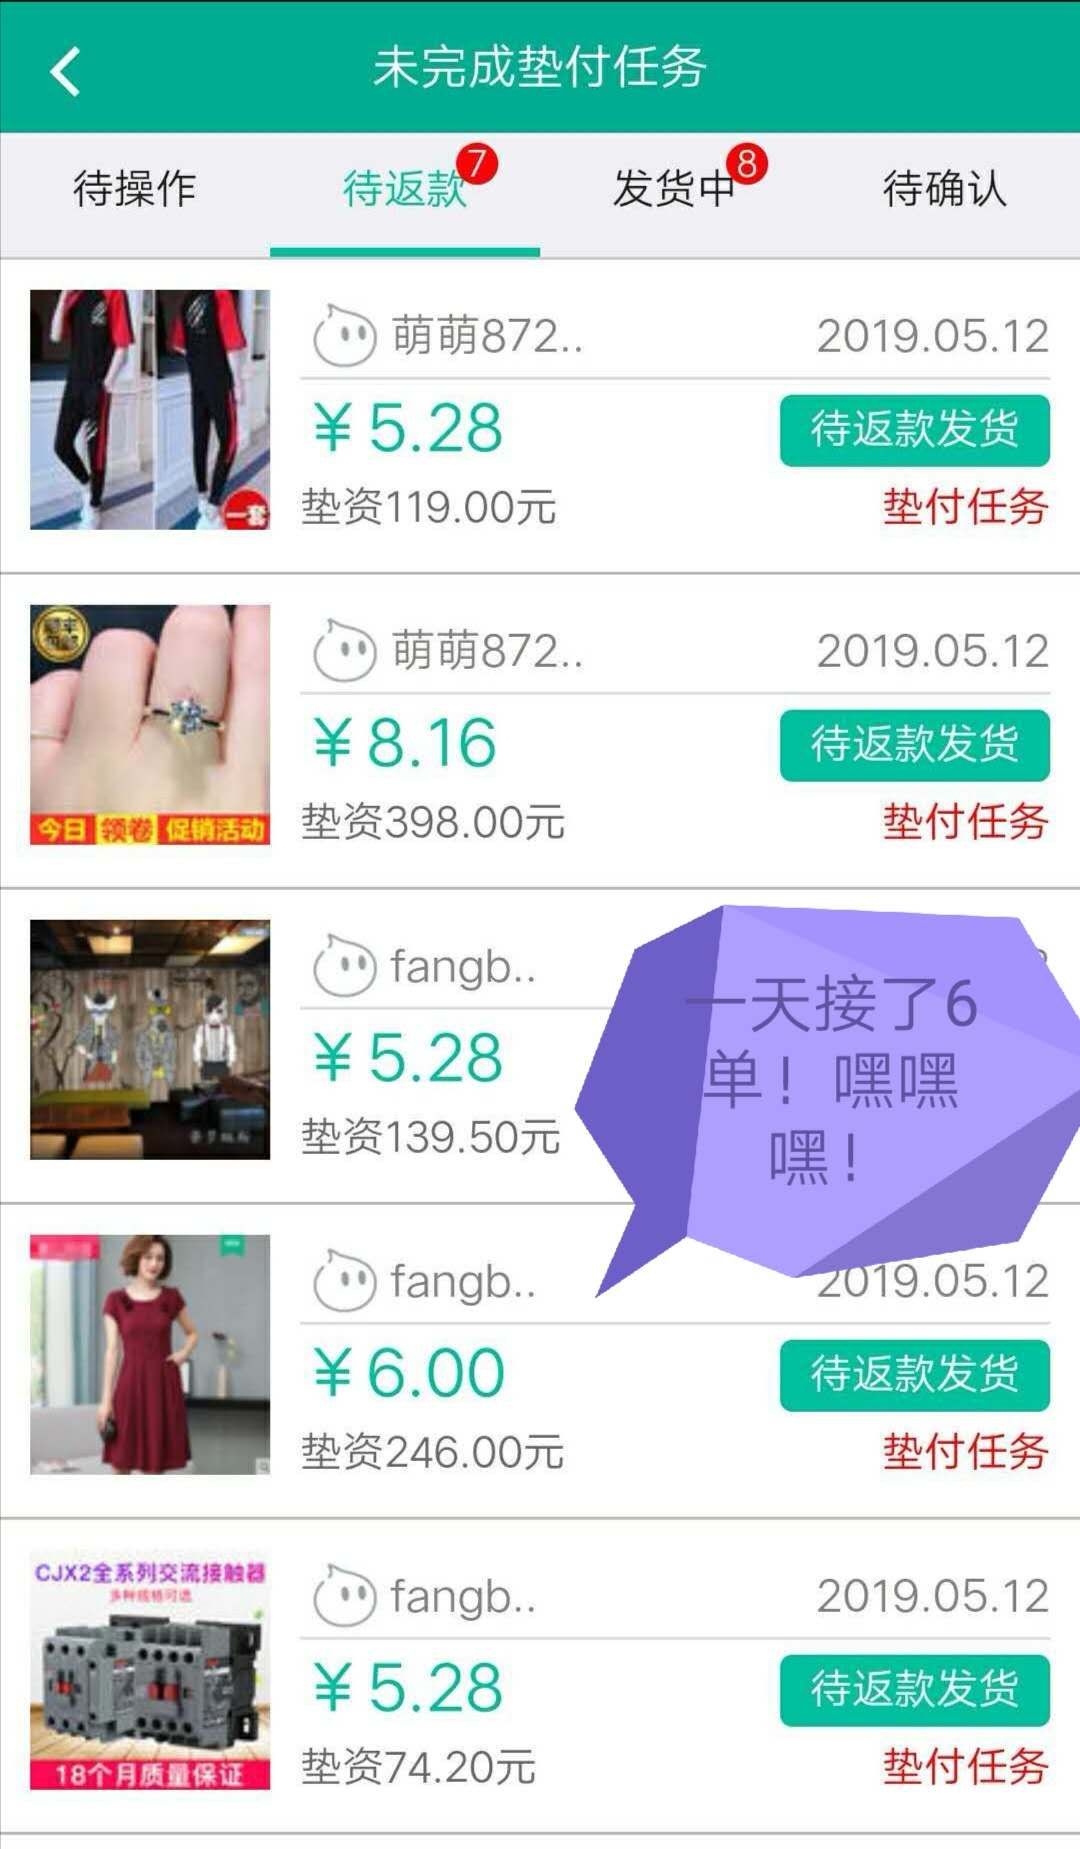 未完成垫付任务
待操作
待返款
7
发货中
8
待确认
萌萌872..
2019.05.12
¥5.28
待返款发货
垫资119.00元
垫付任务
一套
萌萌872..
2019.05.12
¥8.16
待返款发货
垫资398.00元
垫付任务
今日 领卷 促销活动
fangb..
¥5.28
垫资139.50元
一天接了6
单！嘿嘿
嘿！
fangb..
2019.05.12
¥6.00
待返款发货
垫资246.00元
垫付任务
CJX2全系列交流接触器
多种规格可选
18个月质量保证
fangb..
2019.05.12
¥5.28
待返款发货
垫资74.20元
垫付任务